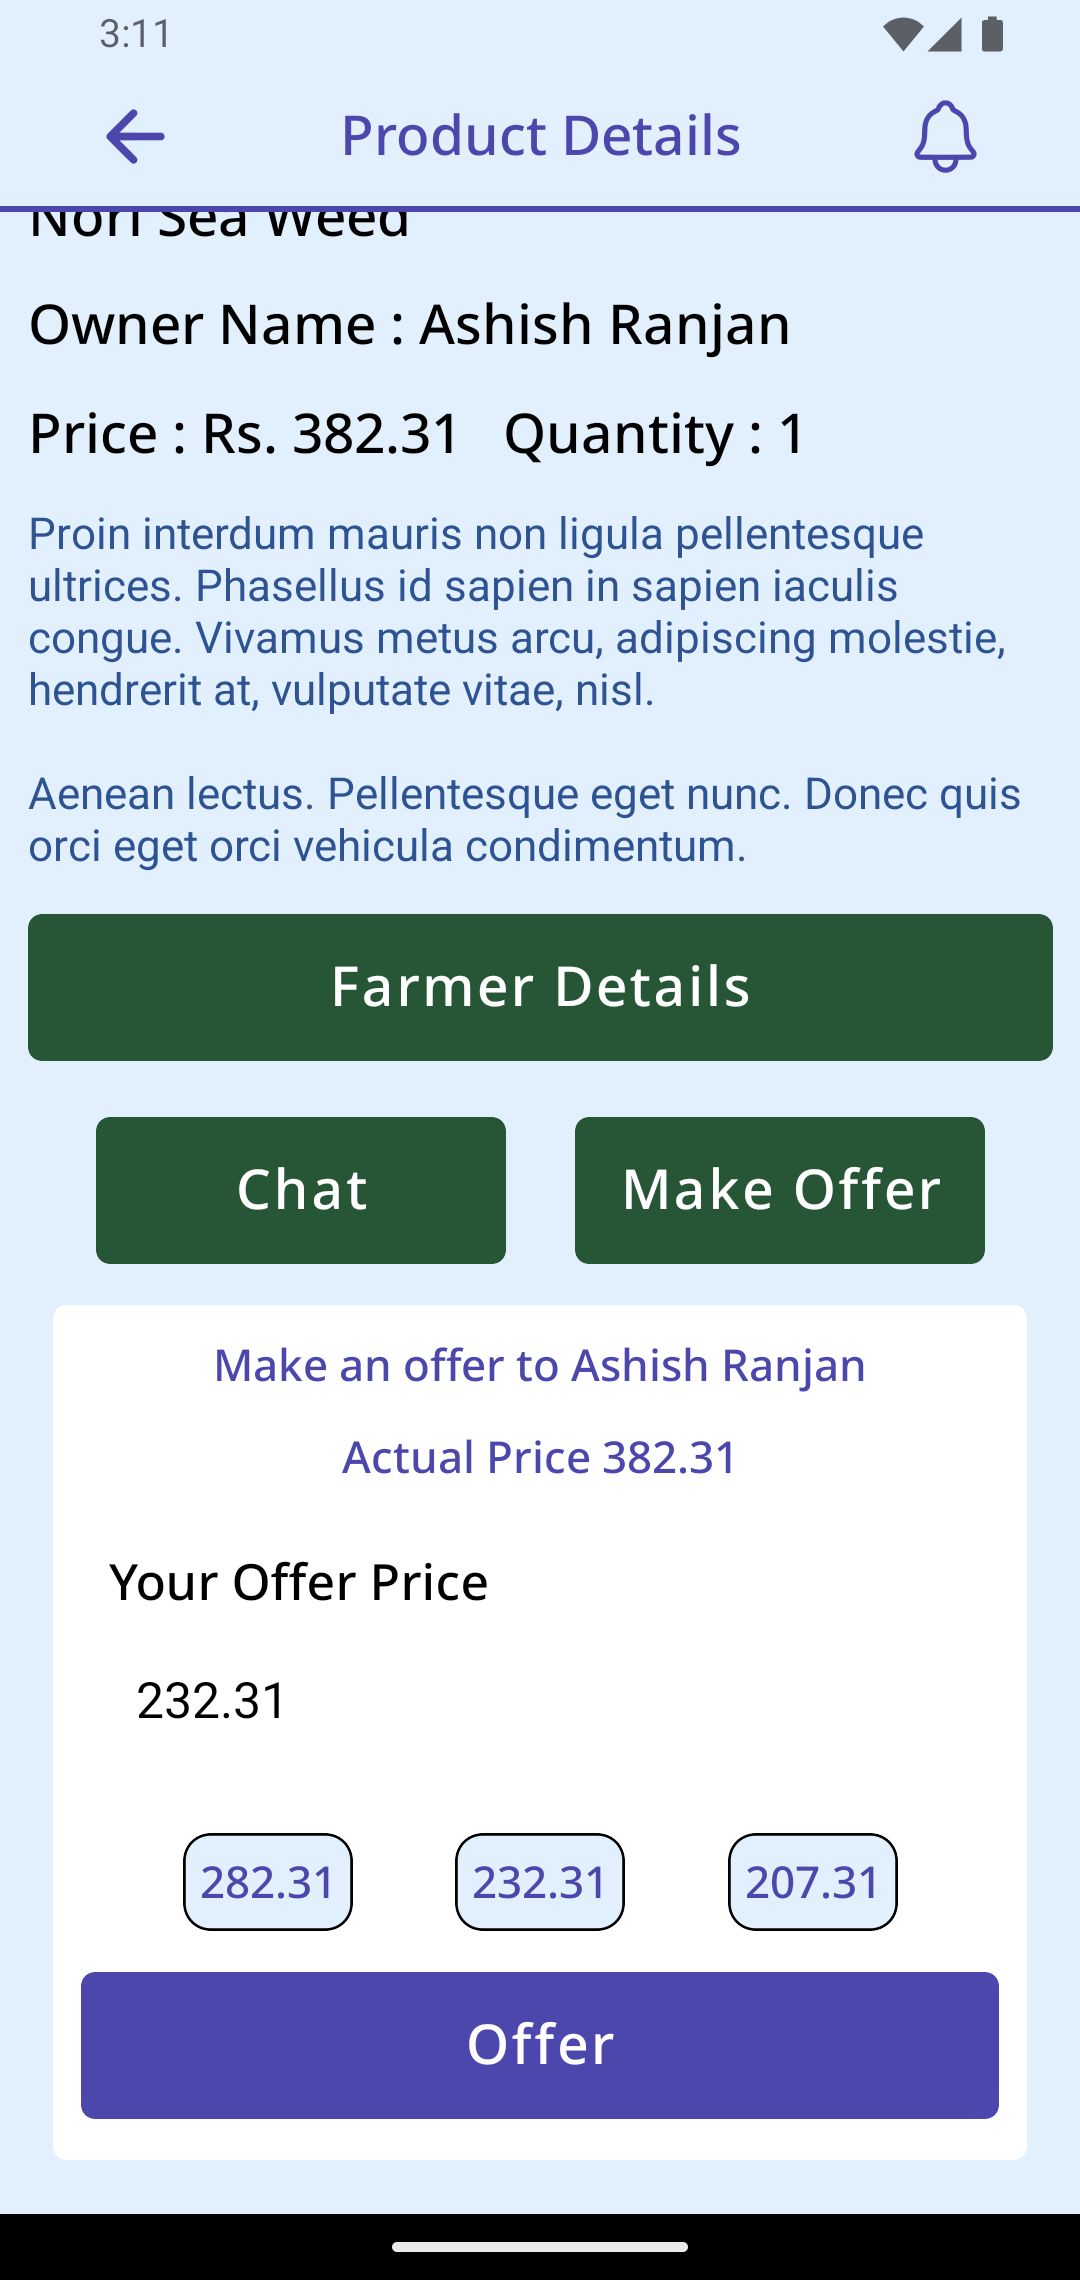 3:11
Product Details
Nori Sea Weed
Owner Name : Ashish Ranjan
Price : Rs. 382.31 Quantity : 1
Proin interdum mauris non ligula pellentesque
ultrices. Phasellus id sapien in sapien iaculis
congue. Vivamus metus arcu, adipiscing molestie,
hendrerit at, vulputate vitae, nisl.
Aenean lectus. Pellentesque eget nunc. Donec quis
orci eget orci vehicula condimentum.
Farmer Details
Chat Make Offer
Make an offer to Ashish Ranjan
Actual Price 382.31
Your Offer Price
232.31
282.31 232.31 207.31
Offer